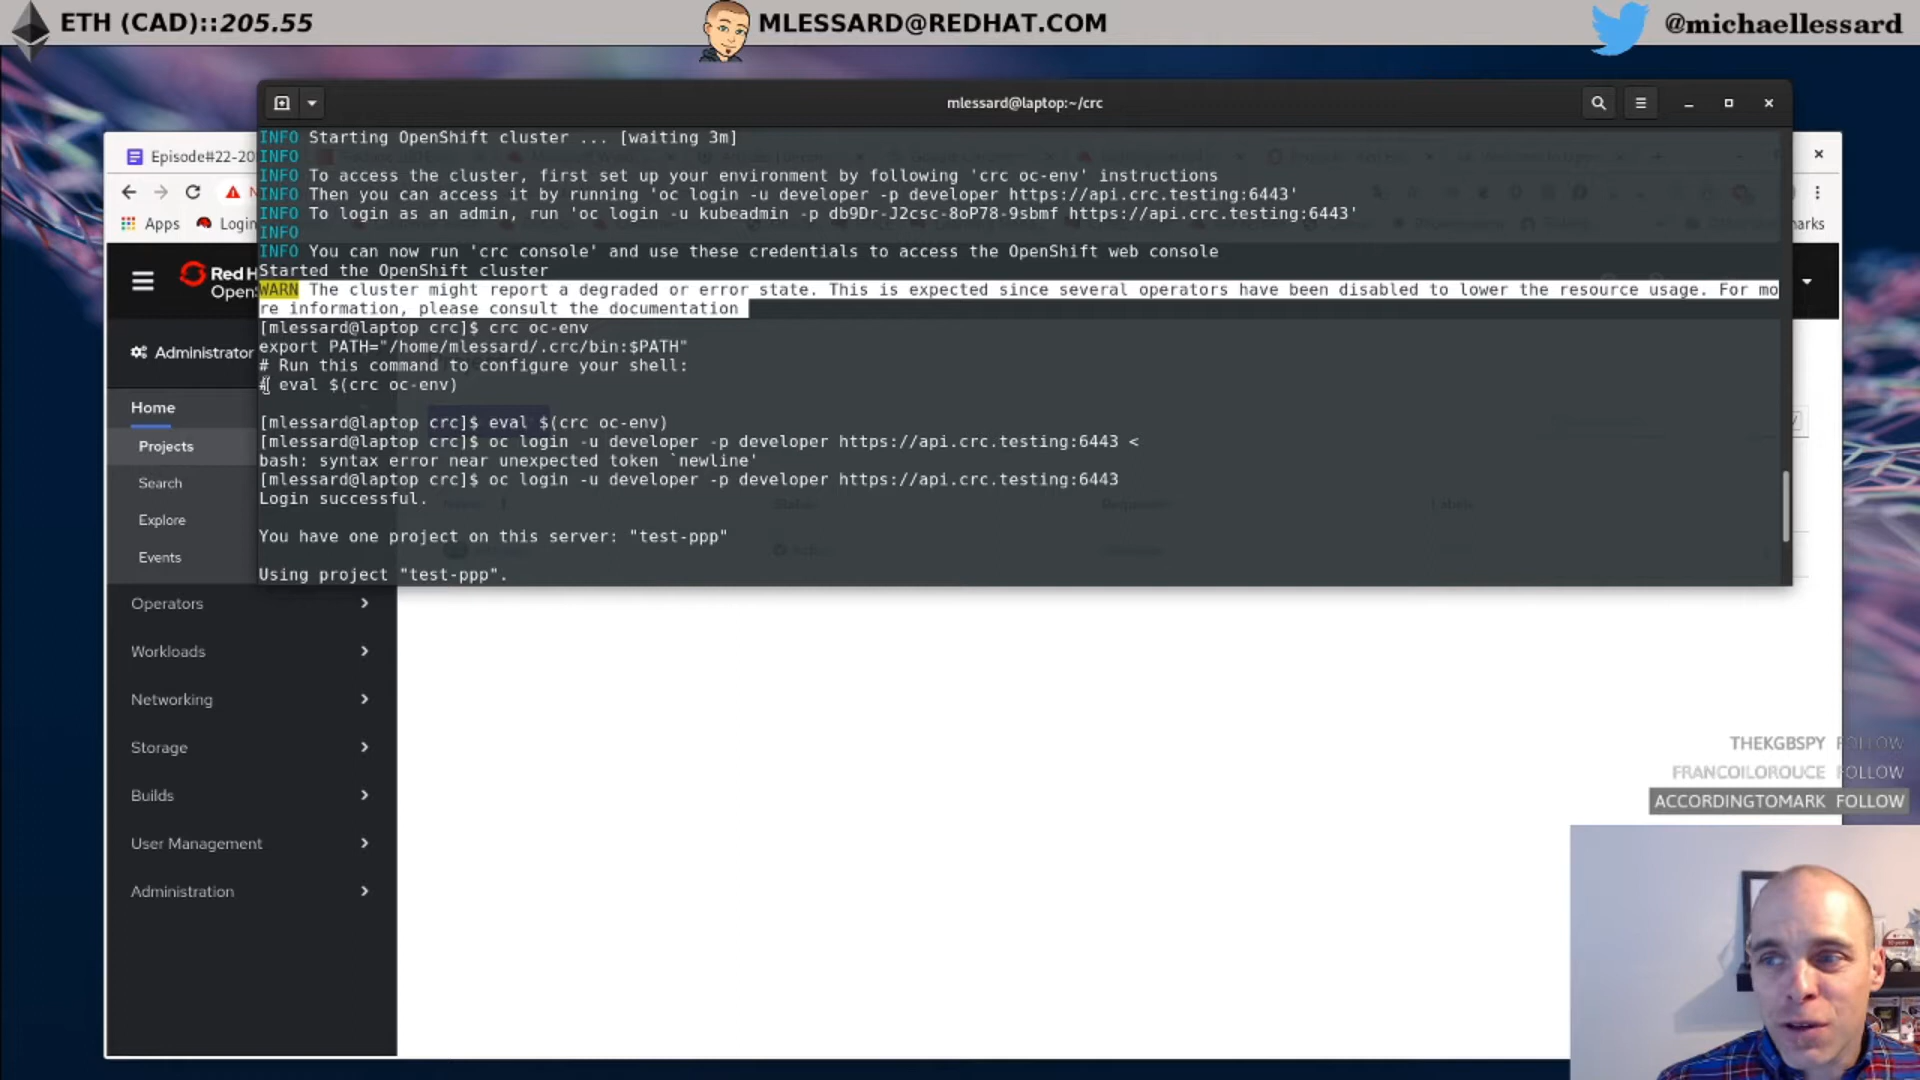 ETH (CAD)::205.55
MLESSARD@REDHAT.COM
@michaellessard
mlessard@laptop:~/crc
Episode#22-20
Apps
Login
marks
Red H
Open
Administrator
Home
Projects
Search
Explore
Events
Operators
Workloads
Networking
Storage
Builds
User Management
Administration
INFO Starting OpenShift cluster ... [waiting 3m]
INFO
INFO To access the cluster, first set up your environment by following 'crc oc-env' instructions
INFO Then you can access it by running 'oc login -u developer -p developer https://api.crc.testing:6443'
INFO To login as an admin, run 'oc login -u kubeadmin -p db9Dr-J2csc-8oP78-9sbmf https://api.crc.testing:6443'
INFO
INFO You can now run 'crc console' and use these credentials to access the OpenShift web console
Started the OpenShift cluster
WARN The cluster might report a degraded or error state. This is expected since several operators have been disabled to lower the resource usage. For mo
re information, please consult the documentation
[mlessard@laptop crc]$ crc oc-env
export PATH="/home/mlessard/.crc/bin:$PATH"
# Run this command to configure your shell:
# eval $(crc oc-env)
[mlessard@laptop crc]$ eval $(crc oc-env)
[mlessard@laptop crc]$ oc login -u developer -p developer https://api.crc.testing:6443 <
bash: syntax error near unexpected token `newline'
[mlessard@laptop crc]$ oc login -u developer -p developer https://api.crc.testing:6443
Login successful.
You have one project on this server: "test-ppp"
Using project "test-ppp".
THEKGBSPY FOLLOW
FRANCOILOROUCE FOLLOW
ACCORDINGTOMARK FOLLOW